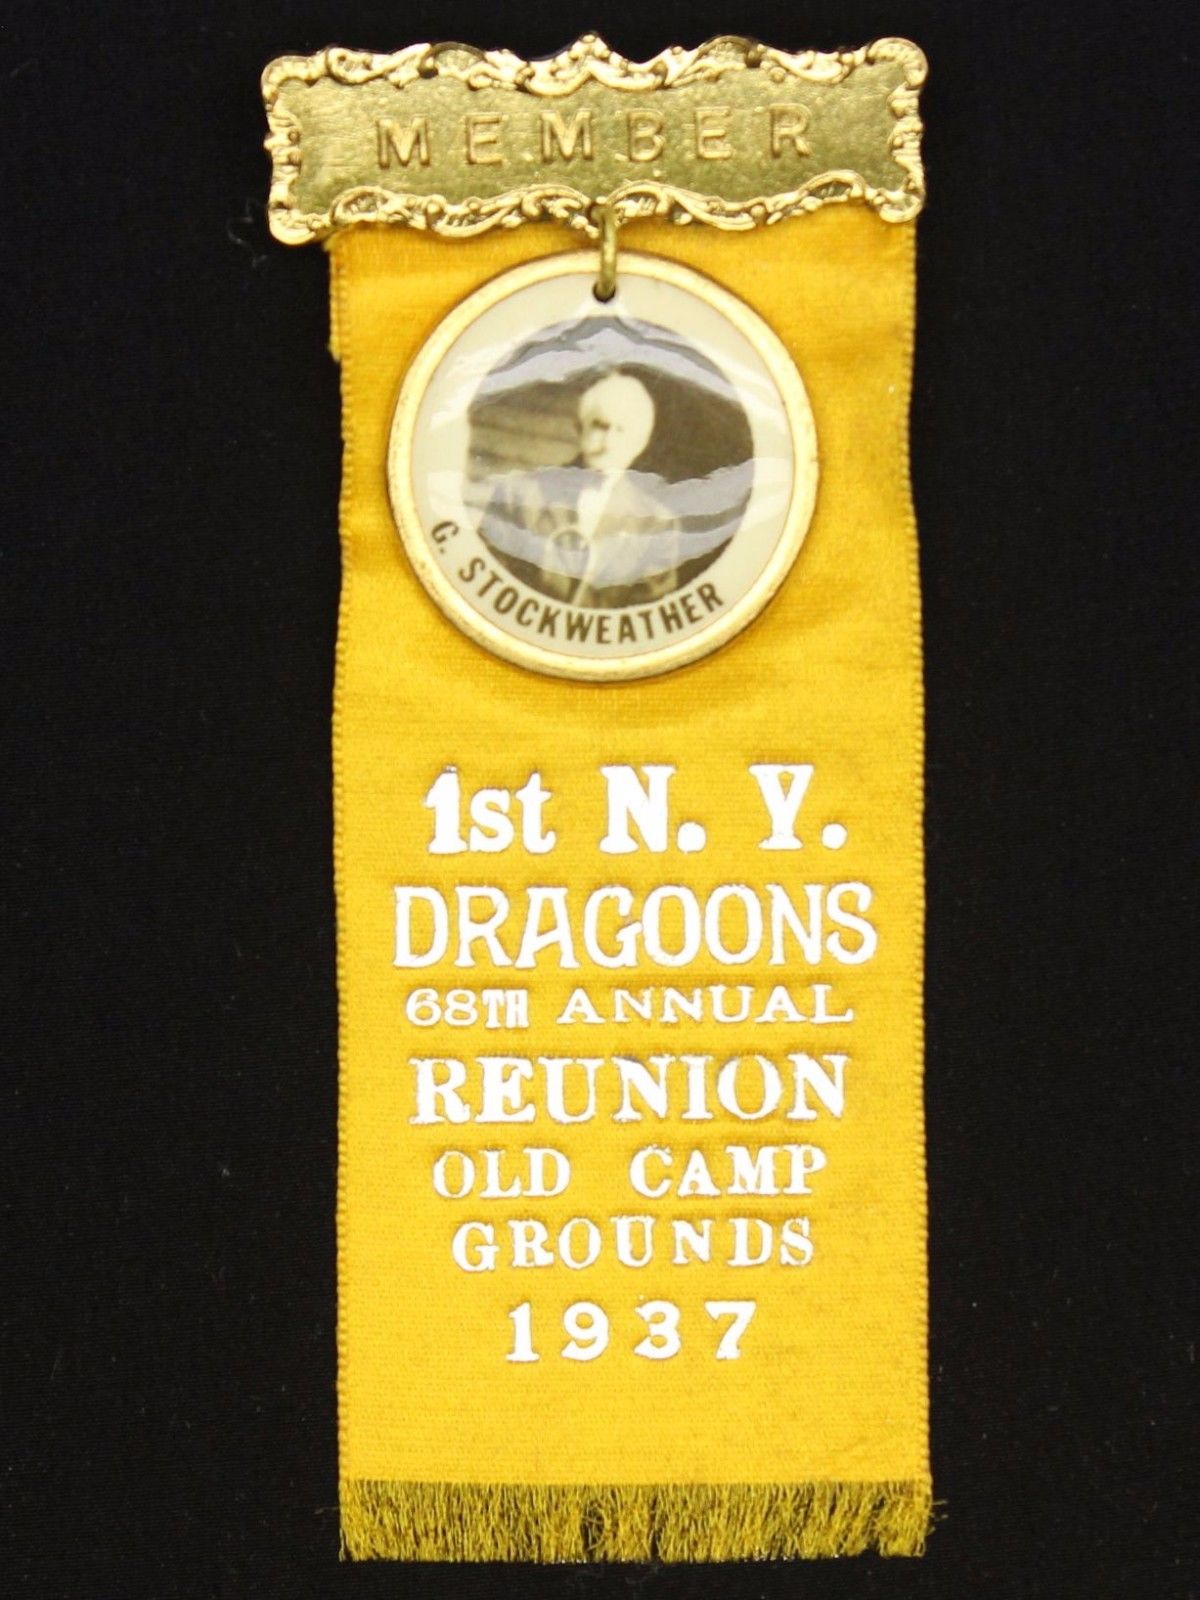 MEMBER
G. STOCKWEATHER
1st N. Y.
DRAGOONS
68TH ANNUAL
REUNION
OLD CAMP
GROUNDS
1937